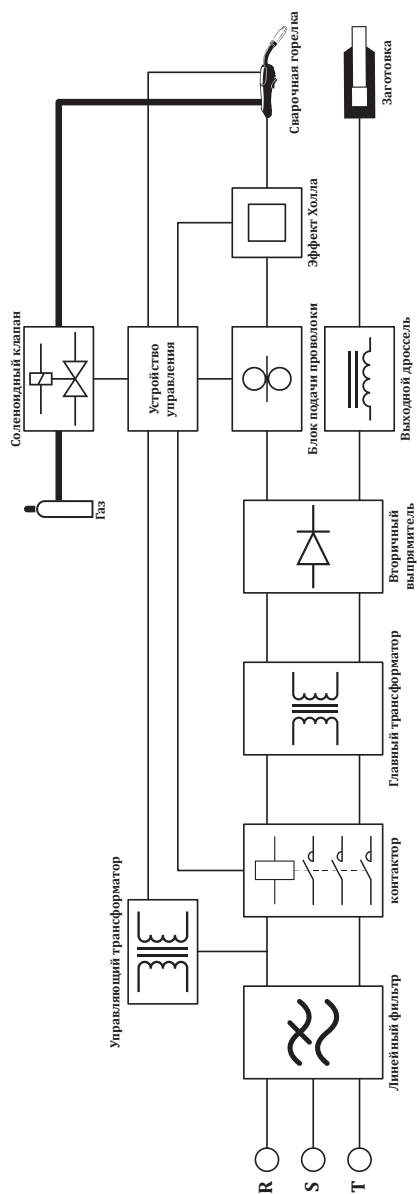 Газ
Соленоидный клапан
Сварочная горелка
Управляющий трансформатор
Устройство
управления
Эффект Холла
Блок подачи проволоки
Заготовка
R
S
T
Линейный фильтр
контактор
Главный трансформатор
Вторичный
выпрямитель
Выходной дроссель